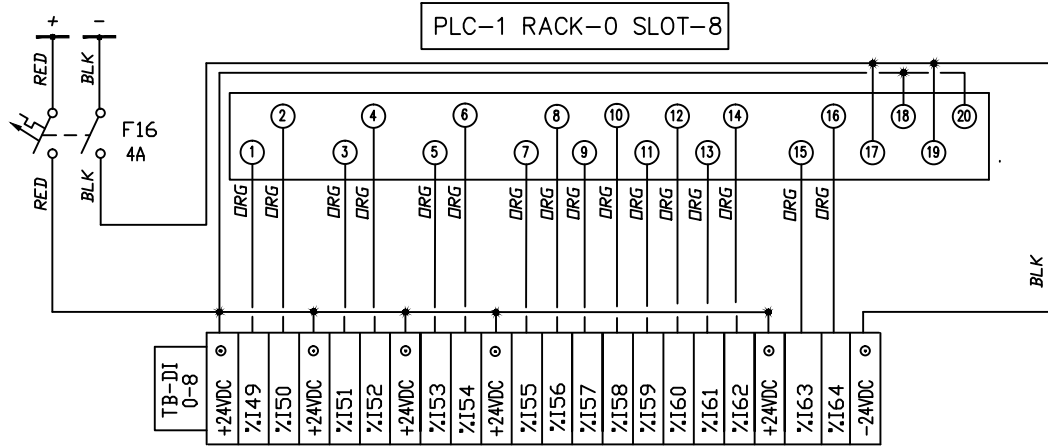 PLC-1 RACK-0 SLOT-8
+ -
RED BLK
F16
4A
RED BLK
2 4 6 8 10 12 14 16 18 20
1 3 5 7 9 11 13 15 17 19
ORG ORG ORG ORG ORG ORG ORG ORG ORG ORG ORG ORG ORG ORG ORG ORG
BLK
TB-DI
0-8
+24VDC
%I49
%I50
+24VDC
%I51
%I52
+24VDC
%I53
%I54
+24VDC
%I55
%I56
%I57
%I58
%I59
%I60
%I61
%I62
+24VDC
%I63
%I64
-24VDC